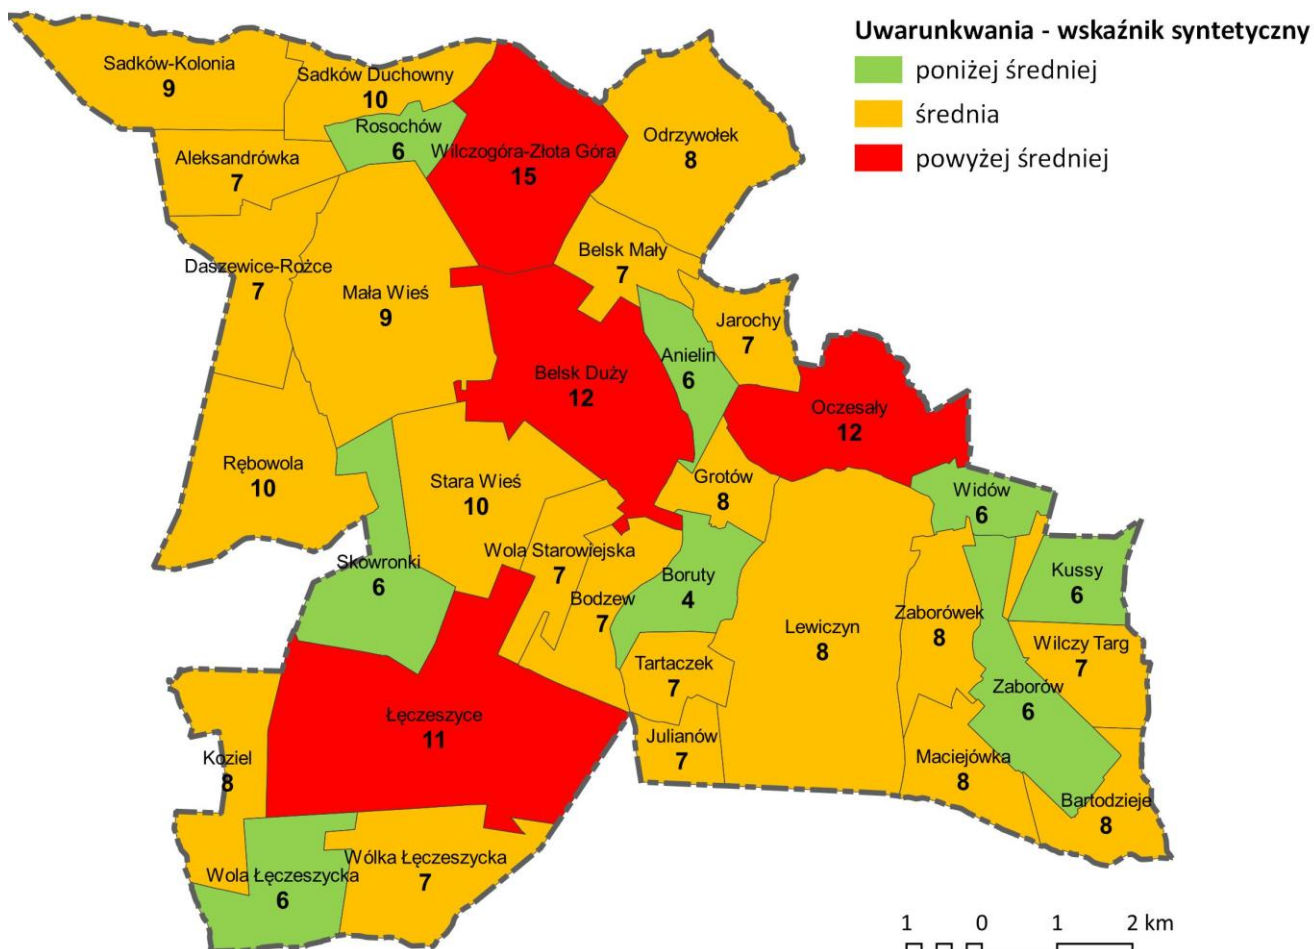 Uwarunkwania - wskaźnik syntetyczny
poniżej średniej
średnia
powyżej średniej
Sadków-Kolonia
9
Sadków Duchowny
10
Rosochów
6
Wilczogóra-Złota Góra
15
Odrzywołek
8
Aleksandrówka
7
Daszewice-Rożce
7
Mała Wieś
9
Belsk Mały
7
Jarochy
7
Anielin
6
Belsk Duży
12
Oczesały
12
Rębowola
10
Stara Wieś
10
Grotów
8
Widów
6
Skowronki
6
Wola Starowiejska
7
Bodzew
7
Boruty
4
Kussy
6
Lewiczyn
8
Zaborówek
8
Wilczy Targ
7
Tartaczek
7
Zaborów
6
Łęczeszyce
11
Julianów
7
Koziel
8
Maciejówka
8
Bartodzieje
8
Wola Łęczeszycka
6
Wólka Łęczeszycka
7
1 0 1 2 km